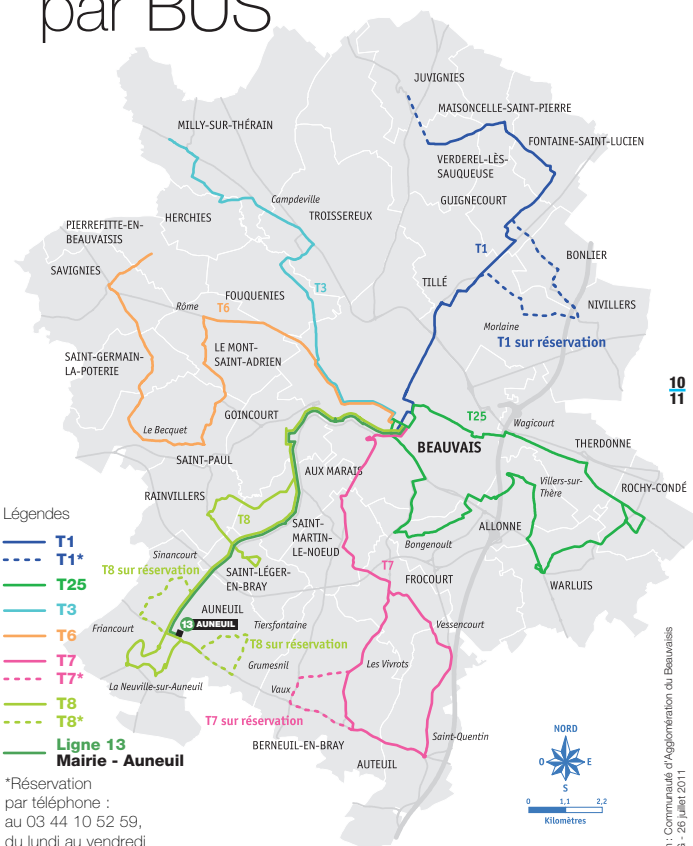 par BUS
JUVIGNIES
MAISONCELLE-SAINT-PIERRE
MILLY-SUR-THÉRAIN
FONTAINE-SAINT-LUCIEN
VERDEREL-LÈS-
SAUQUEUSE
Campdeville
GUIGNECOURT
HERCHIES
TROISSEREUX
PIERREFITTE-EN-
BEAUVAISIS
T1
BONLIER
SAVIGNIES
TILLÉ
T3
FOUQUENIES
Rôme
T6
NIVILLERS
Morlaine
T1 sur réservation
LE MONT-
SAINT-ADRIEN
SAINT-GERMAIN-
LA-POTERIE
10
11
GOINCOURT
T25
Wagicourt
Le Becquet
BEAUVAIS
THERDONNE
SAINT-PAUL
AUX MARAIS
Villers-sur-
Thère
ROCHY-CONDÉ
RAINVILLERS
Légendes
T8
SAINT-
MARTIN-
LE-NOEUD
ALLONNE
Bongenoult
T1
T1*
T25
T3
T6
T7
T7*
T8
T8*
Ligne 13
Mairie - Auneuil
Sinancourt
T8 sur réservation
SAINT-LÉGER-
EN-BRAY
T7
FROCOURT
WARLUIS
AUNEUIL
13 AUNEUIL
Friancourt
Tiersfontaine
Vessencourt
T8 sur réservation
Grumesnil
Les Vivrots
La Neuville-sur-Auneuil
Vaux
T7 sur réservation
Saint-Quentin
BERNEUIL-EN-BRAY
AUTEUIL
NORD
O
E
S
0 1,1 2,2
Kilomètres
*Réservation
par téléphone :
au 03 44 10 52 59,
du lundi au vendredi
: Communauté d'Agglomération du Beauvaisis
- 26 juillet 2011